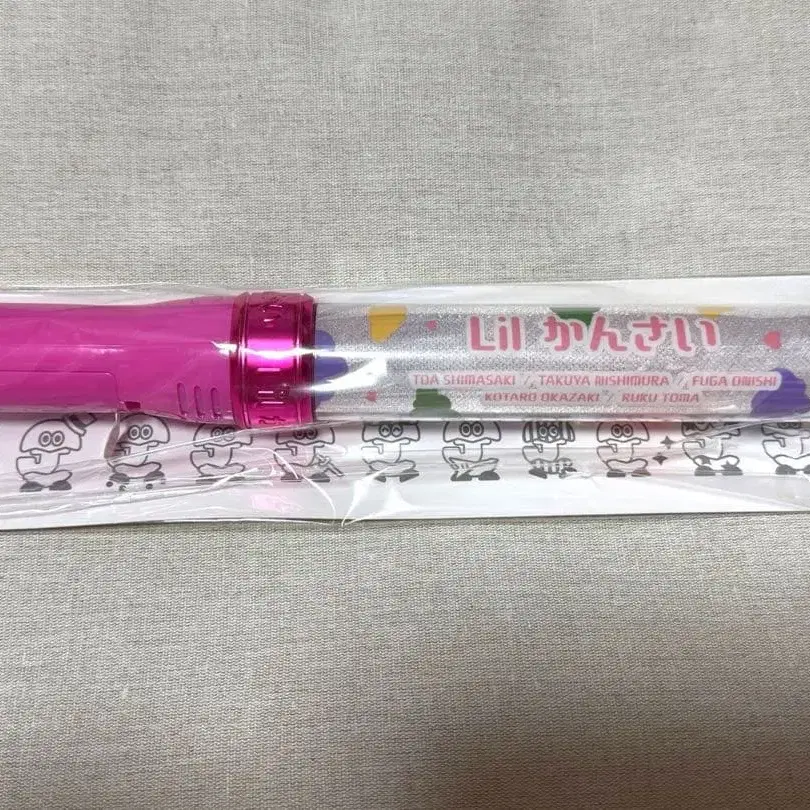 Lil かんさい
TOA SHIMASAKI / TAKUYA NISHIMURA / FUGA ONISHI
KOTARO OKAZAKI / RUKU TOMA